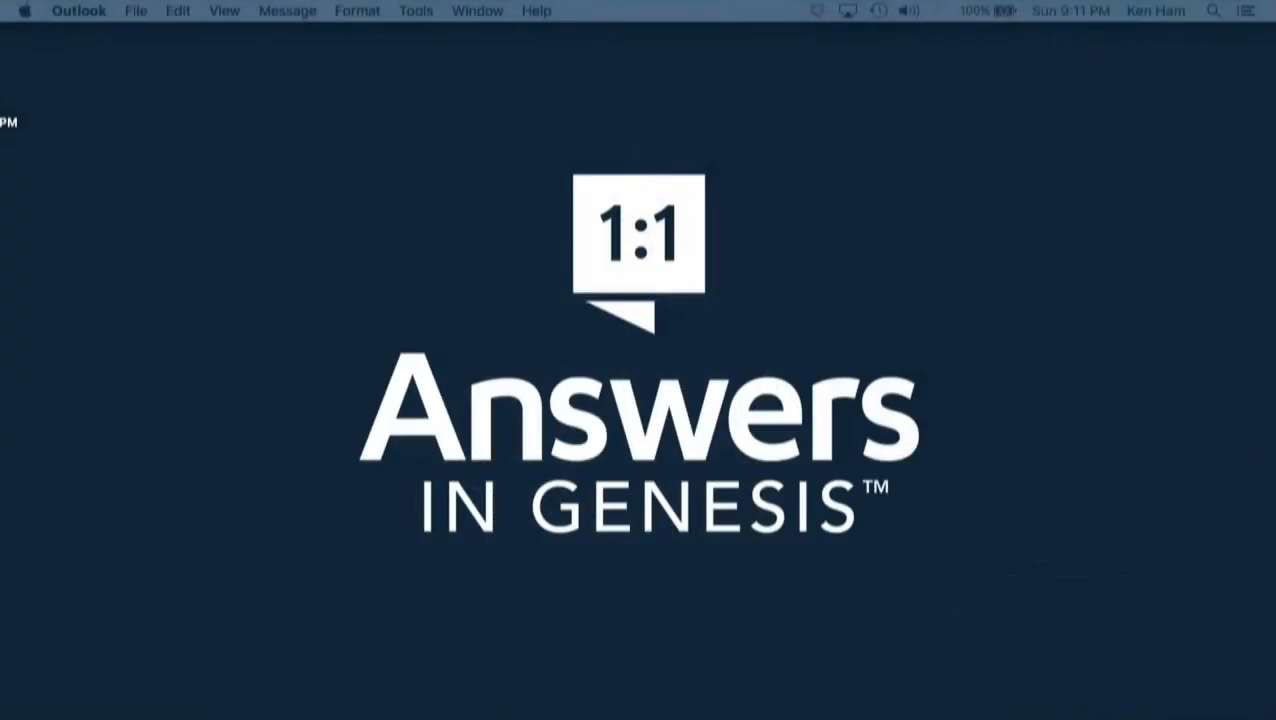 Outlook File Edit View Message Format Tools Window Help 100% Sun 9:11 PM Ken Ham
PM
1:1
Answers
IN GENESIS™